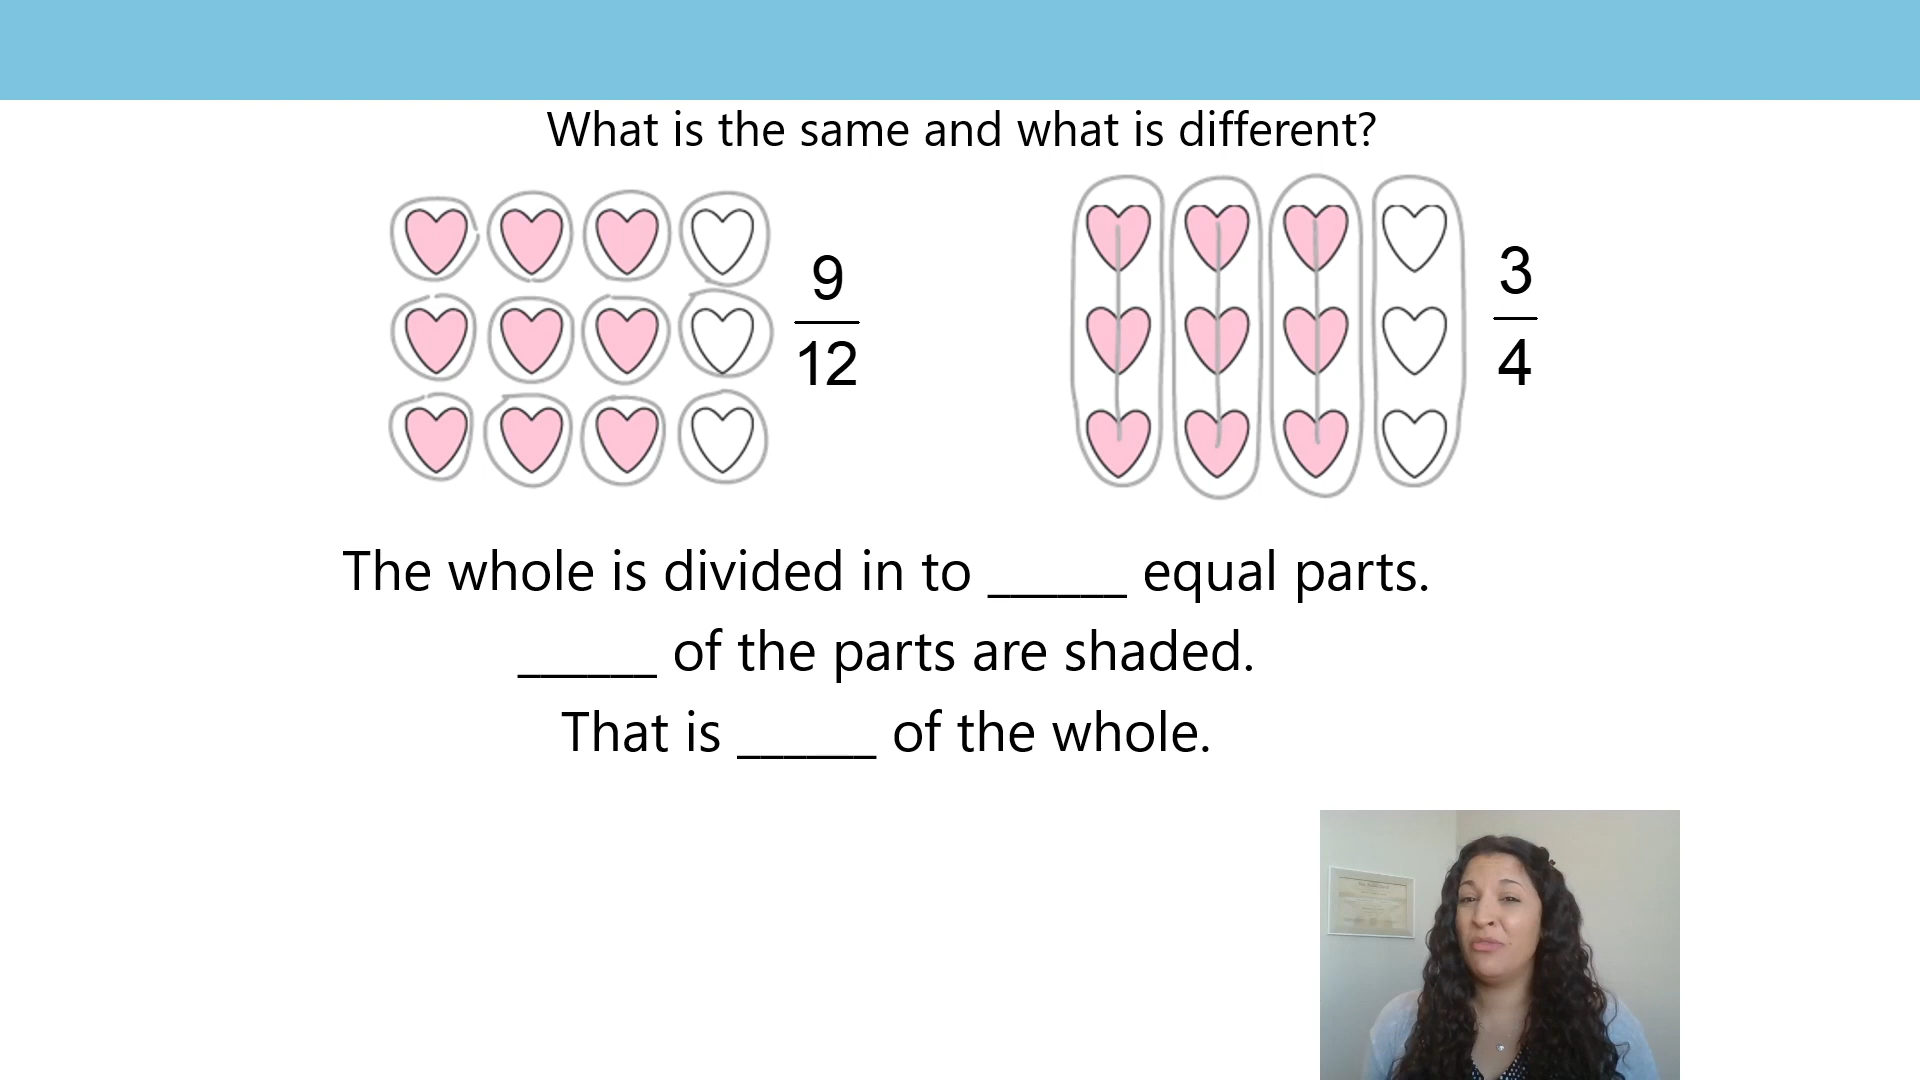 What is the same and what is different?
9
12
3
4
The whole is divided in to ______ equal parts.
______ of the parts are shaded.
That is ______ of the whole.